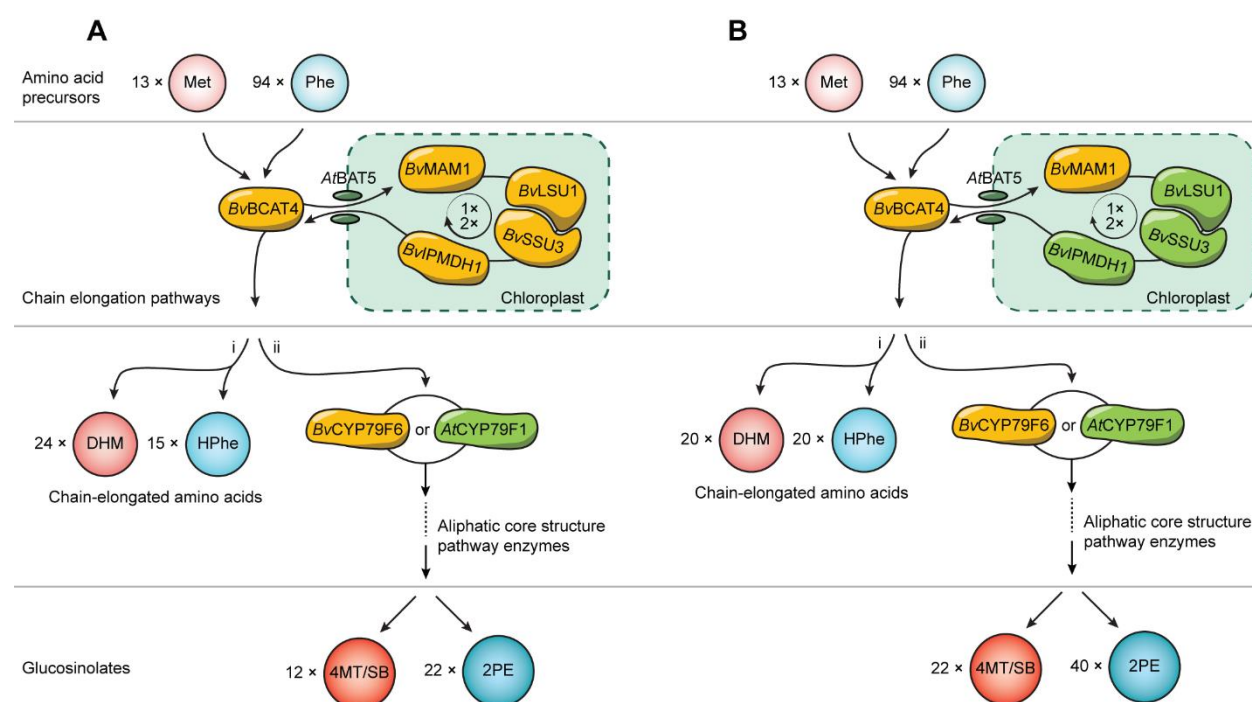 A
B
Amino acid
precursors
13 × Met
94 × Phe
13 × Met
94 × Phe
BvBCAT4
AtBAT5
BvMAM1
BvLSU1
BvSSU3
BvIPMDH1
1×
2×
Chloroplast
BvBCAT4
AtBAT5
BvMAM1
BvLSU1
BvSSU3
BvIPMDH1
1×
2×
Chloroplast
Chain elongation pathways
i
ii
24 × DHM
15 × HPhe
Chain-elongated amino acids
BvCYP79F6 or AtCYP79F1
Aliphatic core structure
pathway enzymes
i
ii
20 × DHM
20 × HPhe
Chain-elongated amino acids
BvCYP79F6 or AtCYP79F1
Aliphatic core structure
pathway enzymes
Glucosinolates
12 × 4MT/SB
22 × 2PE
22 × 4MT/SB
40 × 2PE